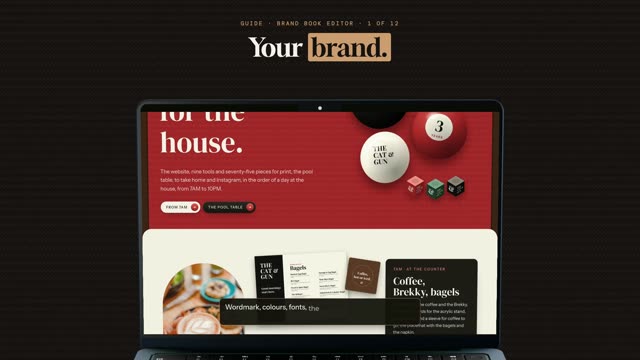 GUIDE · BRAND BOOK EDITOR · 1 OF 12
Your brand.
for the
house.
The website, nine tools and seventy-five pieces for print, the pool
table, to take home and Instagram, in the order of a day at the
house, from 7AM to 10PM.
FROM 7AM
THE POOL TABLE
THE
CAT &
GUN
3
THE
CAT &
GUN
Bagels
7AM · AT THE COUNTER
Coffee,
Brekky, bagels
coffee and the Brekky,
ds for the acrylic stand,
and a sleeve for coffee to
with the bagels and
the napkin.
Wordmark, colours, fonts, the